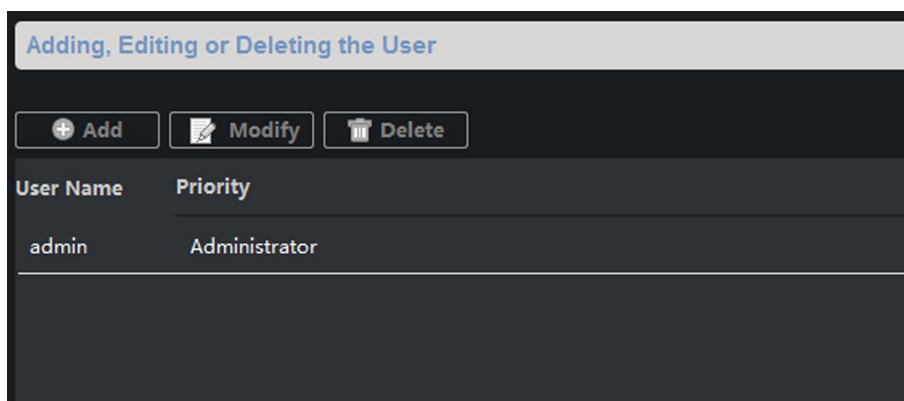 Adding, Editing or Deleting the User
Add Modify Delete
User Name Priority
admin Administrator